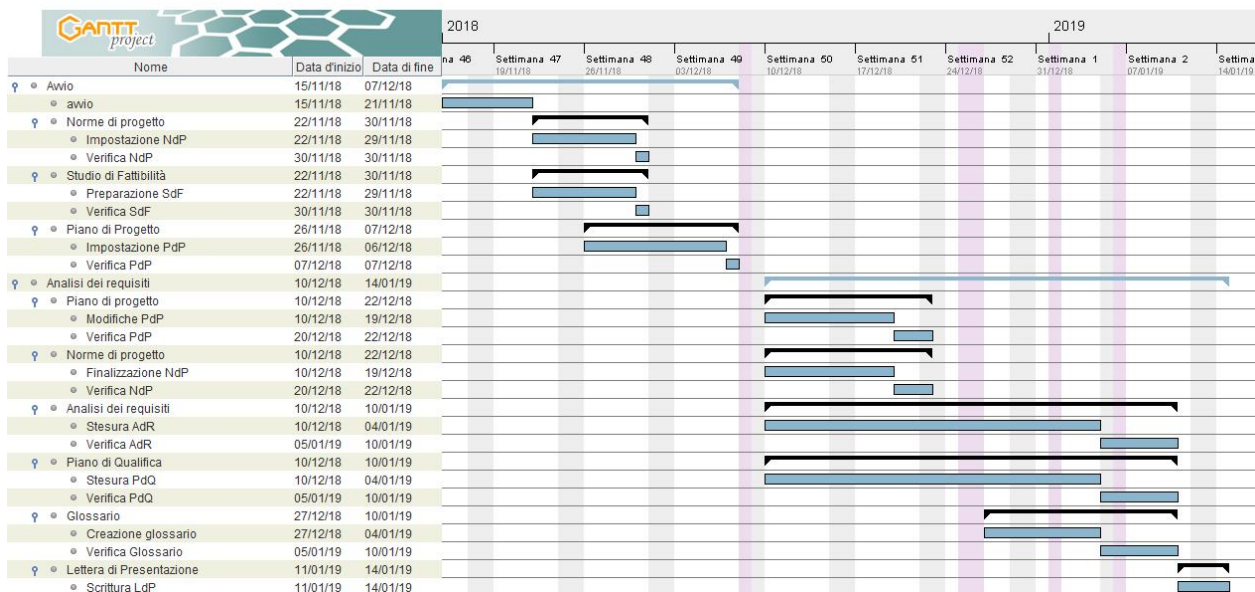 GANTT
project
2018 2019
na 46 Settimana 47 Settimana 48 Settimana 49 Settimana 50 Settimana 51 Settimana 52 Settimana 1 Settimana 2 Settima
19/11/18 26/11/18 03/12/18 10/12/18 17/12/18 24/12/18 31/12/18 07/01/19 14/01/19
Nome Data d'inizio Data di fine
Avvio 15/11/18 07/12/18
avvio 15/11/18 21/11/18
Norme di progetto 22/11/18 30/11/18
Impostazione NdP 22/11/18 29/11/18
Verifica NdP 30/11/18 30/11/18
Studio di Fattibilità 22/11/18 30/11/18
Preparazione SdF 22/11/18 29/11/18
Verifica SdF 30/11/18 30/11/18
Piano di Progetto 26/11/18 07/12/18
Impostazione PdP 26/11/18 06/12/18
Verifica PdP 07/12/18 07/12/18
Analisi dei requisiti 10/12/18 14/01/19
Piano di progetto 10/12/18 22/12/18
Modifiche PdP 10/12/18 19/12/18
Verifica PdP 20/12/18 22/12/18
Norme di progetto 10/12/18 22/12/18
Finalizzazione NdP 10/12/18 19/12/18
Verifica NdP 20/12/18 22/12/18
Analisi dei requisiti 10/12/18 10/01/19
Stesura AdR 10/12/18 04/01/19
Verifica AdR 05/01/19 10/01/19
Piano di Qualifica 10/12/18 10/01/19
Stesura PdQ 10/12/18 04/01/19
Verifica PdQ 05/01/19 10/01/19
Glossario 27/12/18 10/01/19
Creazione glossario 27/12/18 04/01/19
Verifica Glossario 05/01/19 10/01/19
Lettera di Presentazione 11/01/19 14/01/19
Scrittura LdP 11/01/19 14/01/19